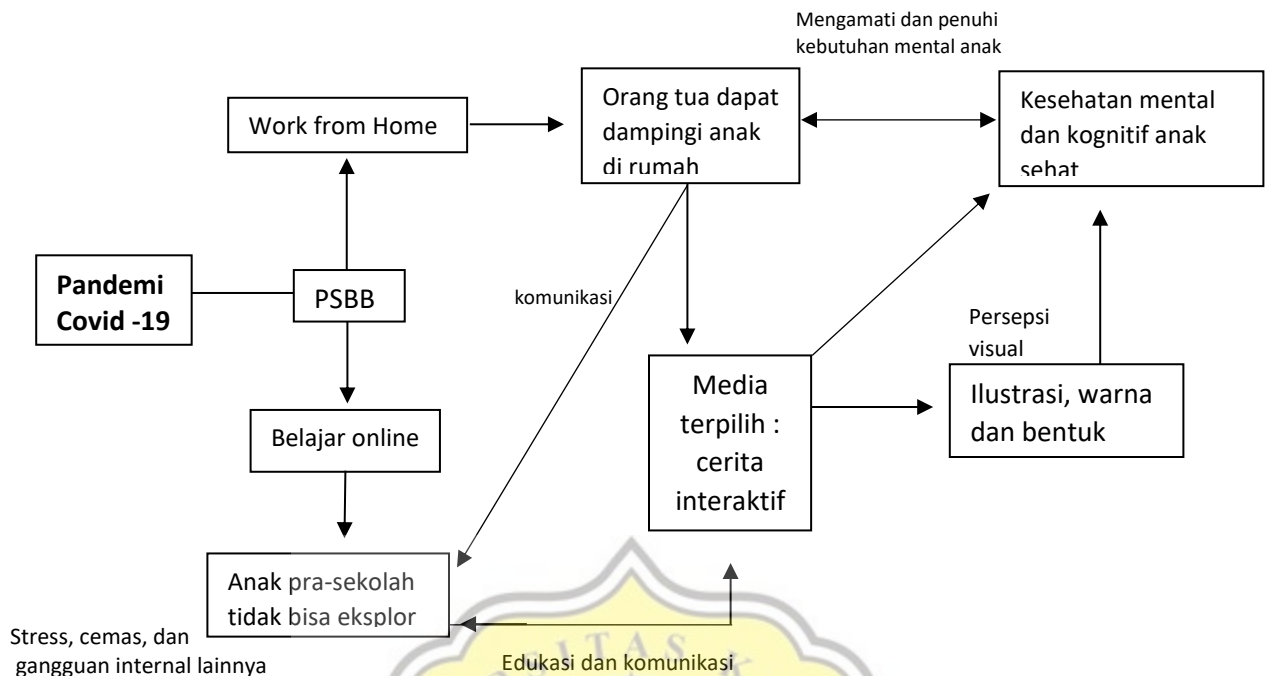 Mengamati dan penuhi
kebutuhan mental anak
Work from Home
Orang tua dapat
dampingi anak
di rumah
Kesehatan mental
dan kognitif anak
sehat
Pandemi
Covid -19
PSBB
komunikasi
Persepsi
visual
Media
terpilih :
cerita
interaktif
Ilustrasi, warna
dan bentuk
Belajar online
Anak pra-sekolah
tidak bisa eksplor
Stress, cemas, dan
gangguan internal lainnya
Edukasi dan komunikasi
SITAS K